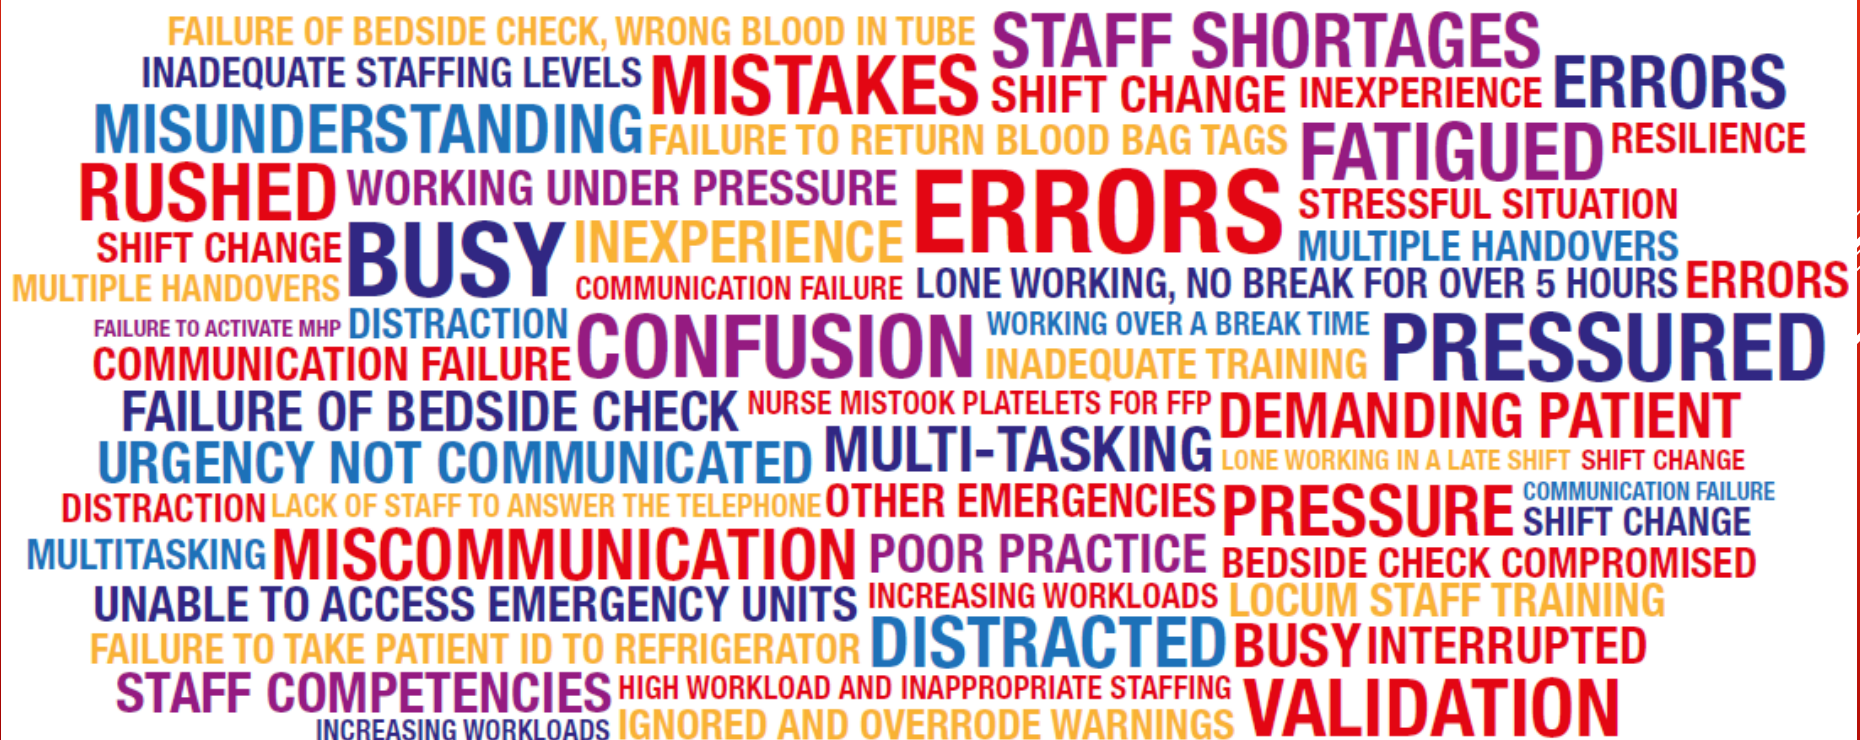 FAILURE OF BEDSIDE CHECK, WRONG BLOOD IN TUBE STAFF SHORTAGES
INADEQUATE STAFFING LEVELS MISTAKES SHIFT CHANGE INEXPERIENCE ERRORS
MISUNDERSTANDING FAILURE TO RETURN BLOOD BAG TAGS FATIGUED RESILIENCE
RUSHED WORKING UNDER PRESSURE ERRORS STRESSFUL SITUATION
SHIFT CHANGE BUSY INEXPERIENCE MULTIPLE HANDOVERS
MULTIPLE HANDOVERS COMMUNICATION FAILURE LONE WORKING, NO BREAK FOR OVER 5 HOURS ERRORS
FAILURE TO ACTIVATE MHP DISTRACTION CONFUSION WORKING OVER A BREAK TIME PRESSURED
COMMUNICATION FAILURE INADEQUATE TRAINING
FAILURE OF BEDSIDE CHECK NURSE MISTOOK PLATELETS FOR FFP DEMANDING PATIENT
URGENCY NOT COMMUNICATED MULTI-TASKING LONE WORKING IN A LATE SHIFT SHIFT CHANGE
DISTRACTION LACK OF STAFF TO ANSWER THE TELEPHONE OTHER EMERGENCIES PRESSURE COMMUNICATION FAILURE
SHIFT CHANGE
MULTITASKING MISCOMMUNICATION POOR PRACTICE BEDSIDE CHECK COMPROMISED
UNABLE TO ACCESS EMERGENCY UNITS INCREASING WORKLOADS LOCUM STAFF TRAINING
FAILURE TO TAKE PATIENT ID TO REFRIGERATOR DISTRACTED BUSY INTERRUPTED
STAFF COMPETENCIES HIGH WORKLOAD AND INAPPROPRIATE STAFFING VALIDATION
INCREASING WORKLOADS IGNORED AND OVERRODE WARNINGS